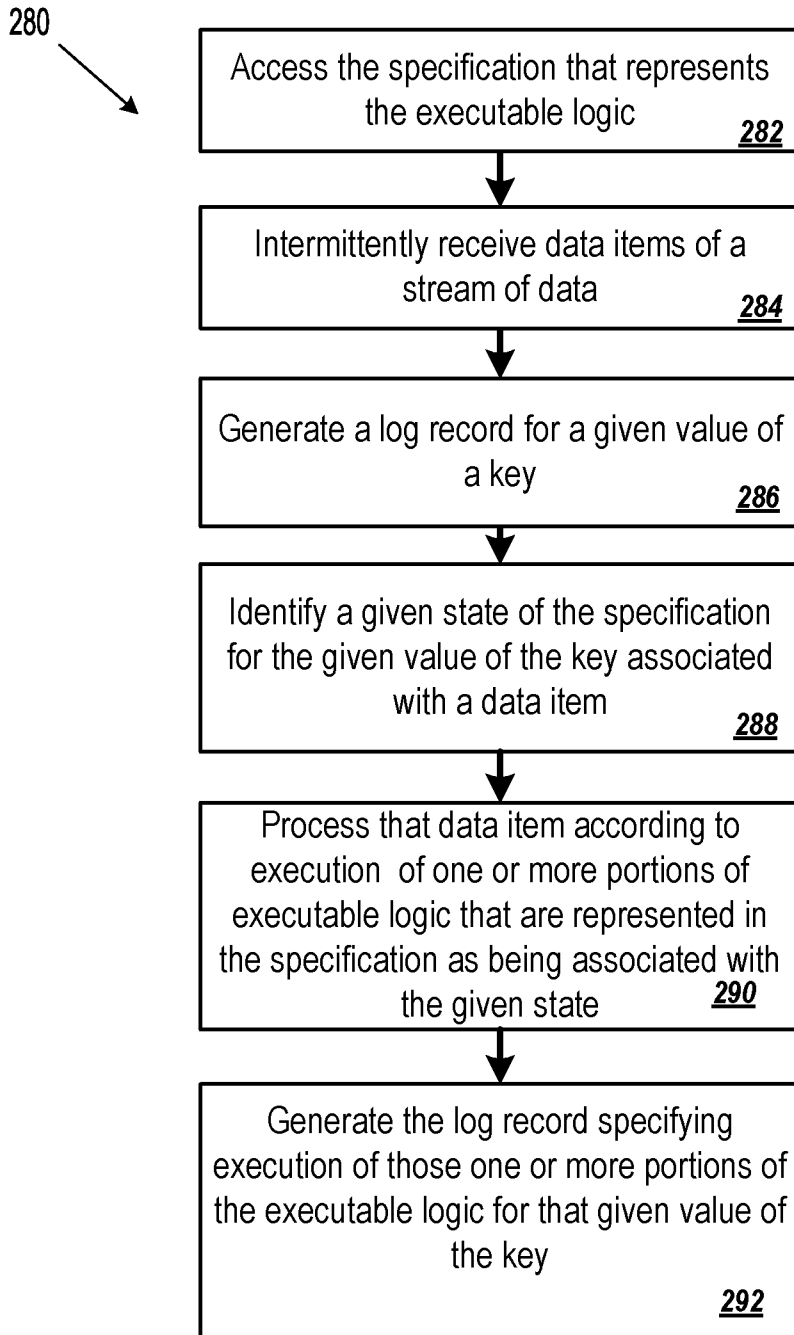 280
Access the specification that represents
the executable logic
282
Intermittently receive data items of a
stream of data
284
Generate a log record for a given value of
a key
286
Identify a given state of the specification
for the given value of the key associated
with a data item
288
Process that data item according to
execution of one or more portions of
executable logic that are represented in
the specification as being associated with
the given state
290
Generate the log record specifying
execution of those one or more portions of
the executable logic for that given value of
the key
292